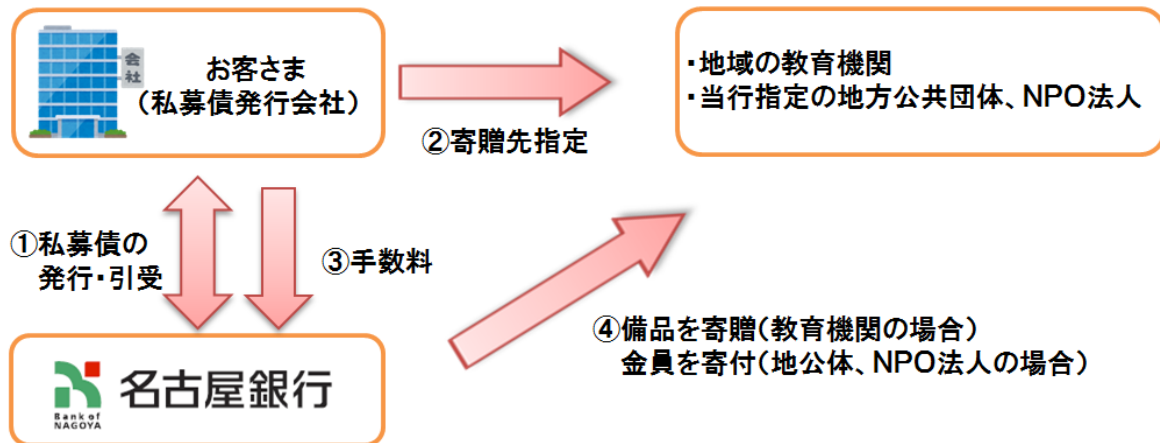 会
社
お客さま
（私募債発行会社）
・地域の教育機関
・当行指定の地方公共団体、NPO法人
②寄贈先指定
①私募債の
発行・引受
③手数料
④備品を寄贈（教育機関の場合）
金員を寄付（地公体、NPO法人の場合）
Bank of
NAGOYA
名古屋銀行